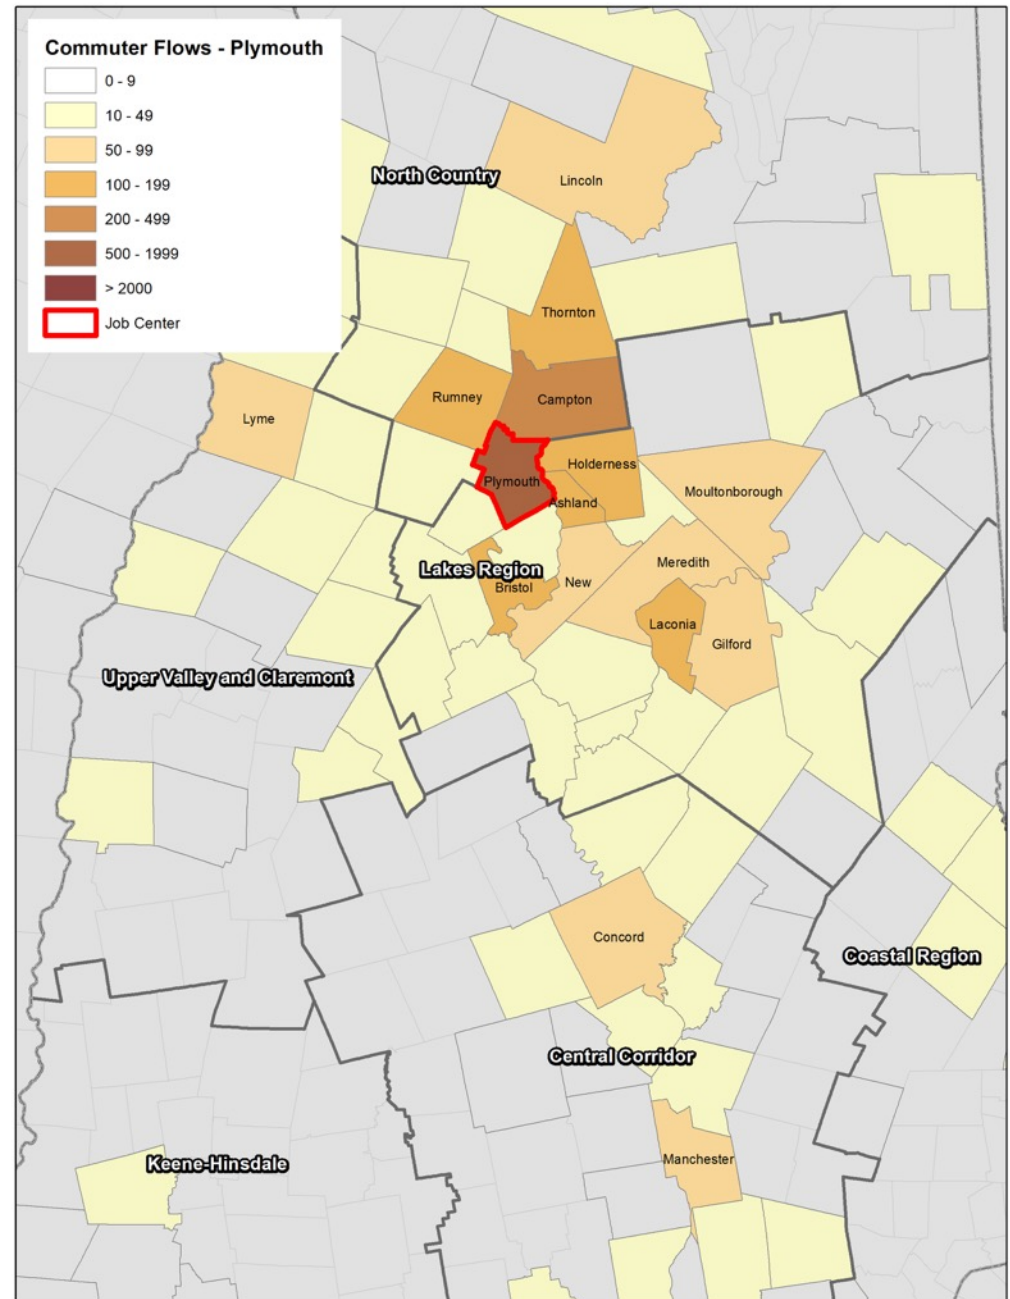 Commuter Flows - Plymouth
0 - 9
10 - 49
50 - 99
100 - 199
200 - 499
500 - 1999
> 2000
Job Center
North Country
Lincoln
Thornton
Rumney
Campton
Lyme
Holderness
Plymouth
Moultonborough
Ashland
Meredith
Lakes Region
New
Bristol
Laconia
Gilford
Upper Valley and Claremont
Concord
Coastal Region
Central Corridor
Manchester
Keene-Hinsdale